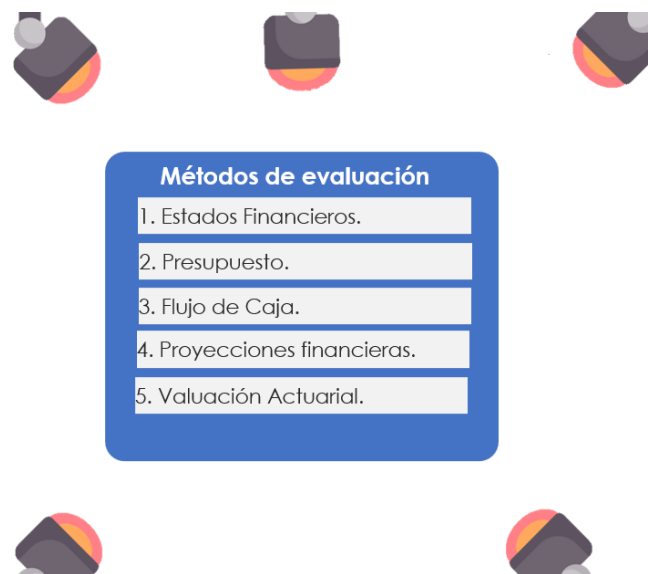 Métodos de evaluación
1. Estados Financieros.
2. Presupuesto.
3. Flujo de Caja.
4. Proyecciones financieras.
5. Valuación Actuarial.